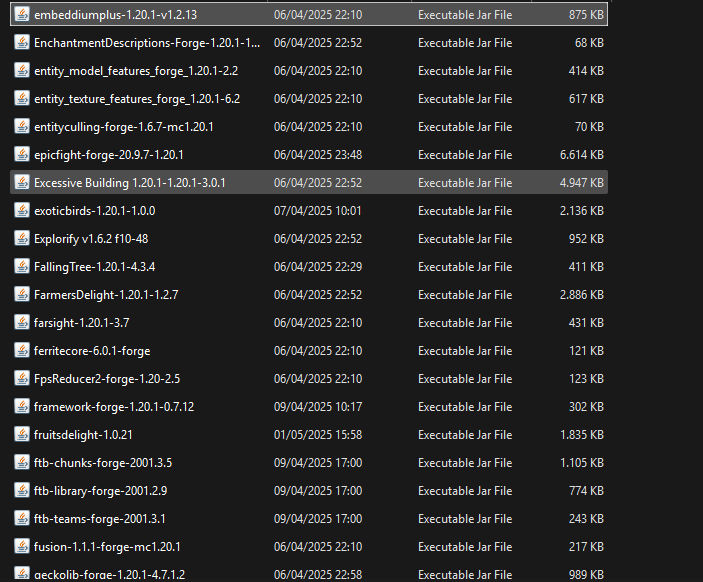 embeddiumplus-1.20.1-v1.2.13 06/04/2025 22:10 Executable Jar File 875 KB
EnchantmentDescriptions-Forge-1.20.1-1... 06/04/2025 22:52 Executable Jar File 68 KB
entity_model_features_forge_1.20.1-2.2 06/04/2025 22:10 Executable Jar File 414 KB
entity_texture_features_forge_1.20.1-6.2 06/04/2025 22:10 Executable Jar File 617 KB
entityculling-forge-1.6.7-mc1.20.1 06/04/2025 22:10 Executable Jar File 70 KB
epicfight-forge-20.9.7-1.20.1 06/04/2025 23:48 Executable Jar File 6.614 KB
Excessive Building 1.20.1-1.20.1-3.0.1 06/04/2025 22:52 Executable Jar File 4.947 KB
exoticbirds-1.20.1-1.0.0 07/04/2025 10:01 Executable Jar File 2.136 KB
Explorify v1.6.2 f10-48 06/04/2025 22:52 Executable Jar File 952 KB
FallingTree-1.20.1-4.3.4 06/04/2025 22:29 Executable Jar File 411 KB
FarmersDelight-1.20.1-1.2.7 06/04/2025 22:52 Executable Jar File 2.886 KB
farsight-1.20.1-3.7 06/04/2025 22:10 Executable Jar File 431 KB
ferritecore-6.0.1-forge 06/04/2025 22:10 Executable Jar File 121 KB
FpsReducer2-forge-1.20-2.5 06/04/2025 22:10 Executable Jar File 123 KB
framework-forge-1.20.1-0.7.12 09/04/2025 10:17 Executable Jar File 302 KB
fruitsdelight-1.0.21 01/05/2025 15:58 Executable Jar File 1.835 KB
ftb-chunks-forge-2001.3.5 09/04/2025 17:00 Executable Jar File 1.105 KB
ftb-library-forge-2001.2.9 09/04/2025 17:00 Executable Jar File 774 KB
ftb-teams-forge-2001.3.1 09/04/2025 17:00 Executable Jar File 243 KB
fusion-1.1.1-forge-mc1.20.1 06/04/2025 22:10 Executable Jar File 217 KB
geckolib-forge-1.20.1-4.7.1.2 06/04/2025 22:58 Executable Jar File 989 KB